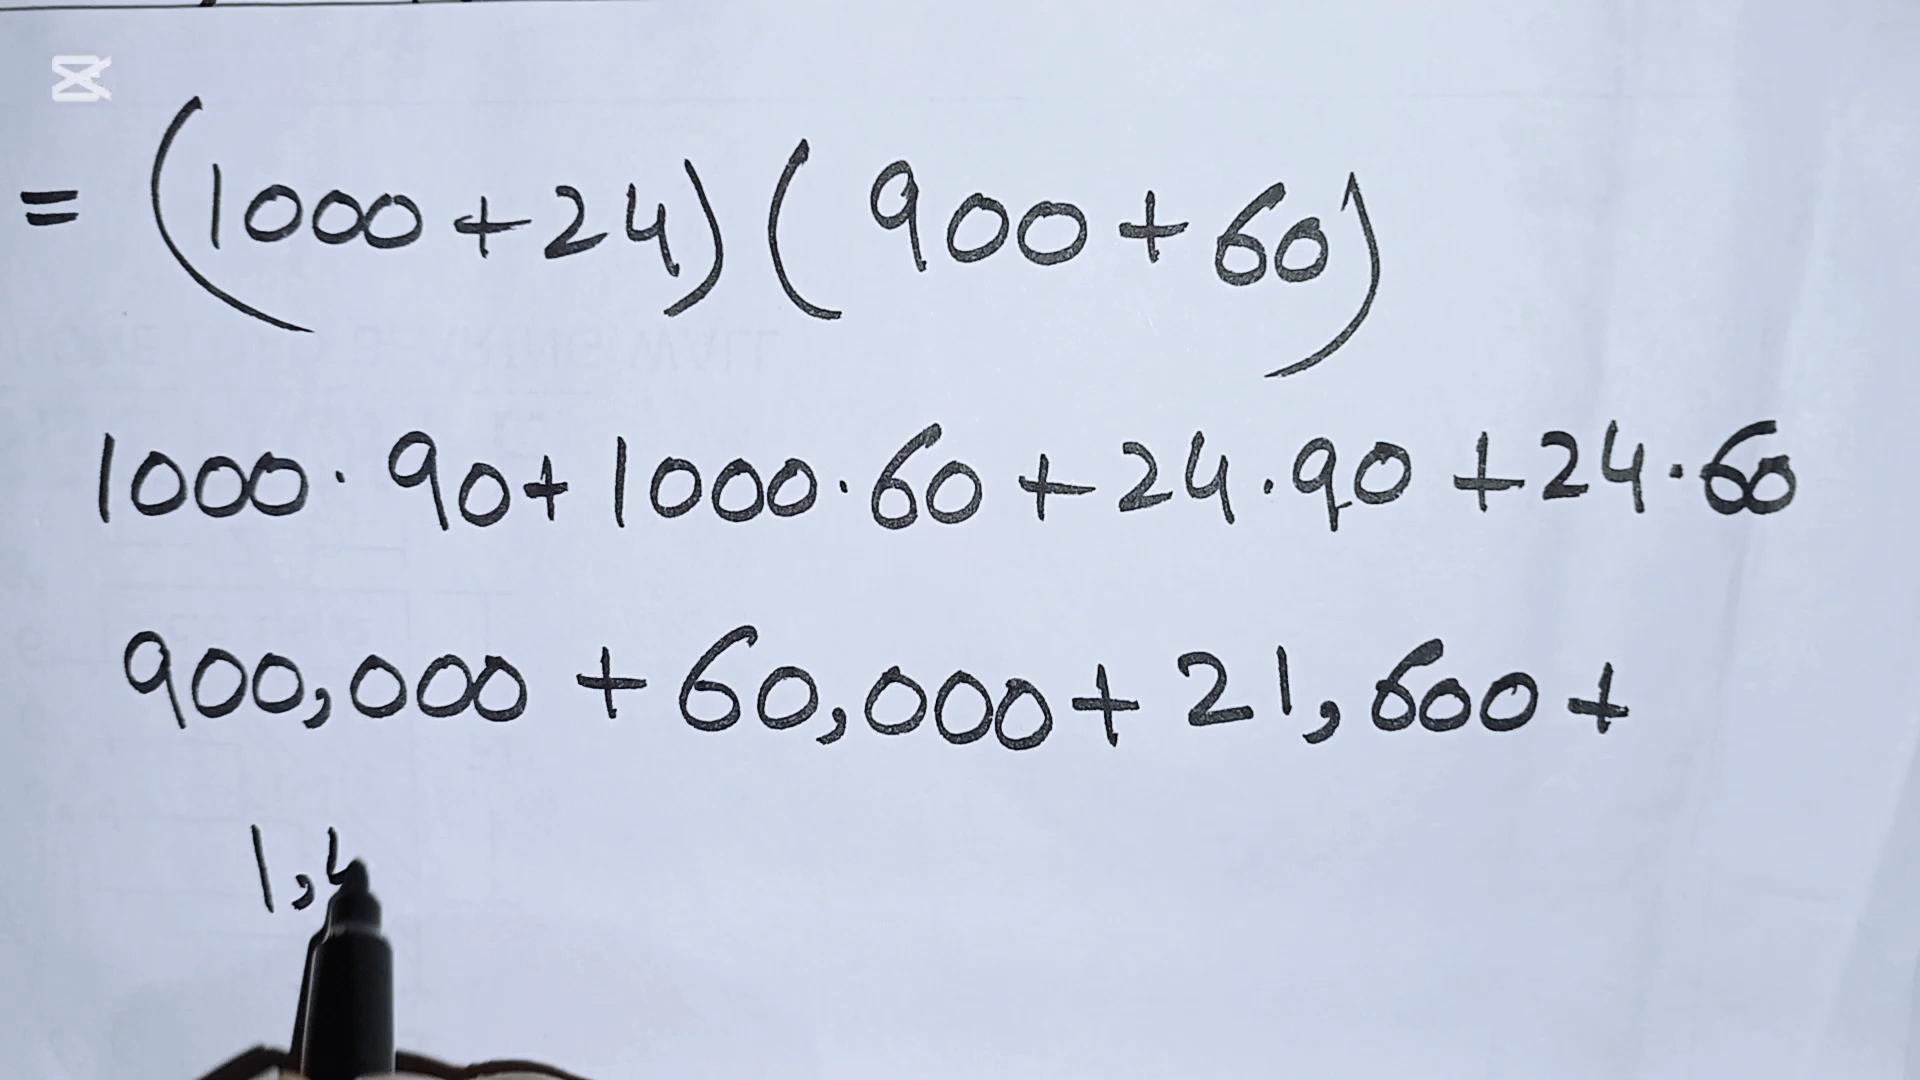 = (1000 + 24) ( 900 + 60)
1000 . 90 + 1000 . 60 + 24 . 90 + 24 . 60
900,000 + 60,000 + 21,600 +
1,4